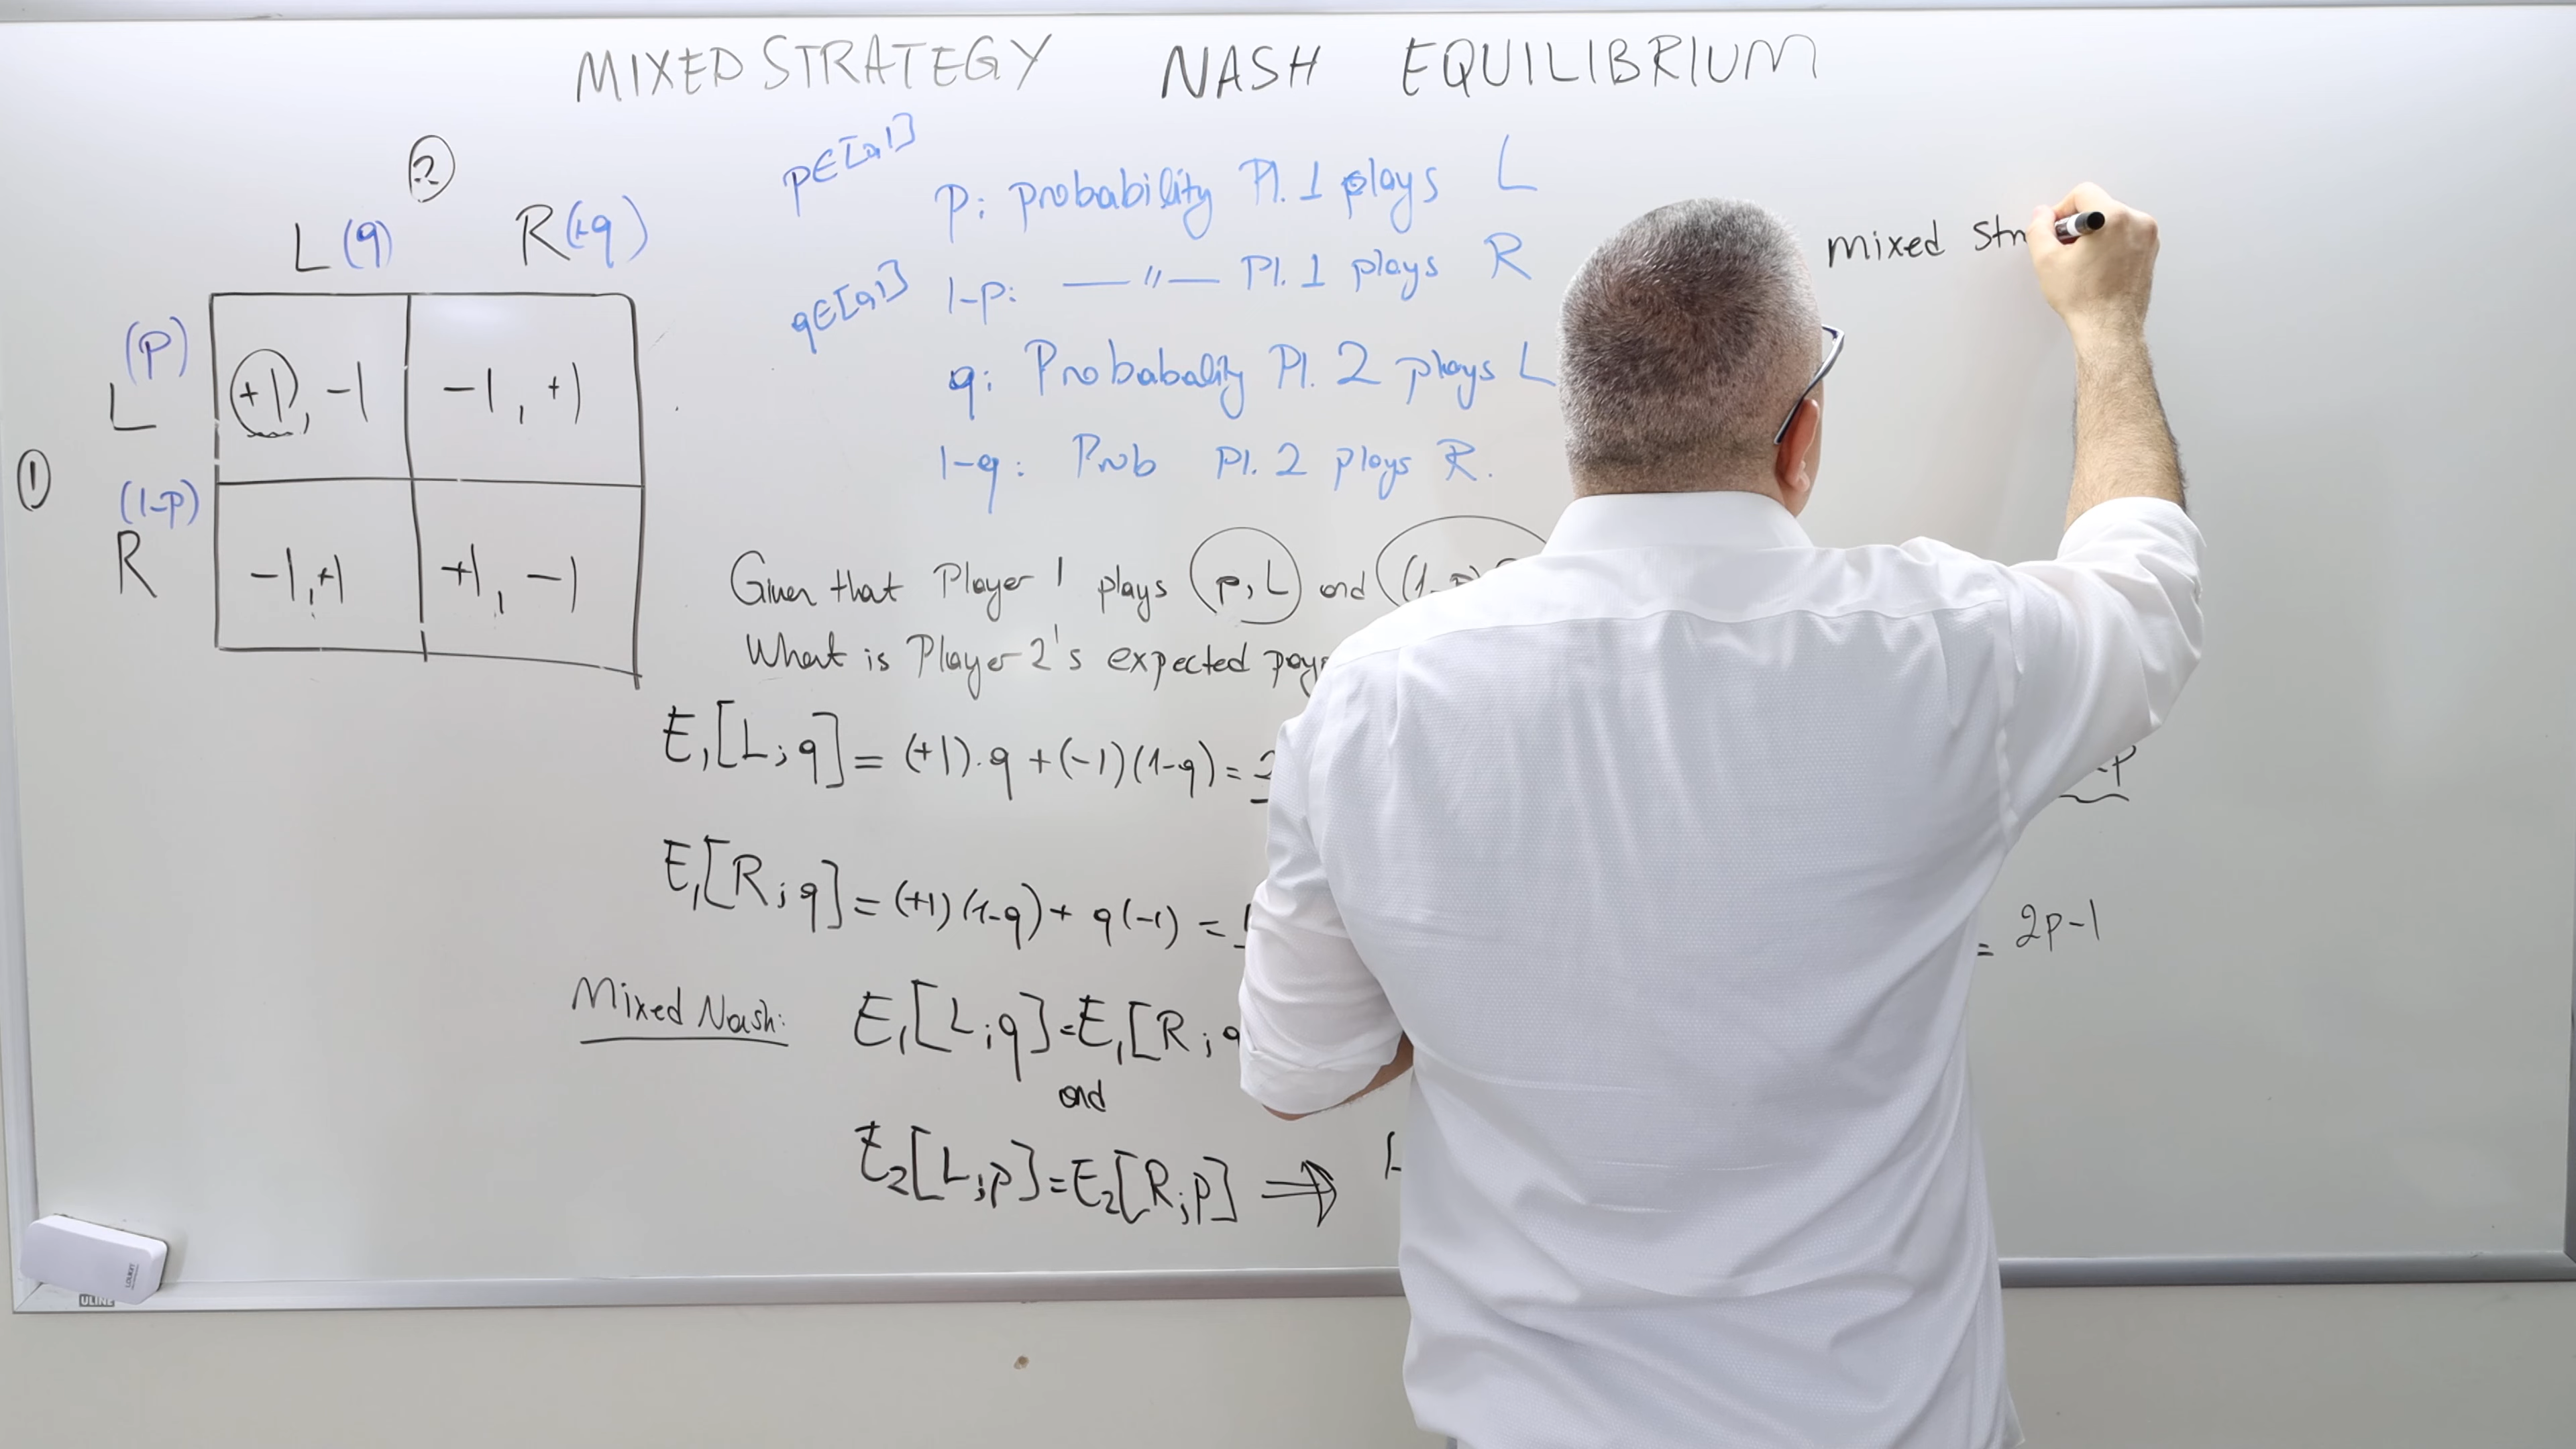 MIXED STRATEGY NASH EQUILIBRIUM
②
L (q) R (1-q)
①
(p)
L
+1, -1 -1, +1
(1-p)
R
-1, +1 +1, -1
p∈[0,1]
p: probability Pl. 1 plays L
1-p: —〃— Pl. 1 plays R
q∈[0,1]
q: Probabality Pl. 2 plays L
1-q: Prob Pl. 2 plays R.
mixed str
Given that Player 1 plays (p, L) and
What is Player 2's expected
E₁[L; q] = (+1).q + (-1)(1-q) =
-p
E₁[R; q] = (+1)(1-q) + q(-1) =
= 2p-1
Mixed Nash: E₁[L; q] = E₁[R;
and
E₂[L; p] = E₂[R; p] ⇒
ULINE